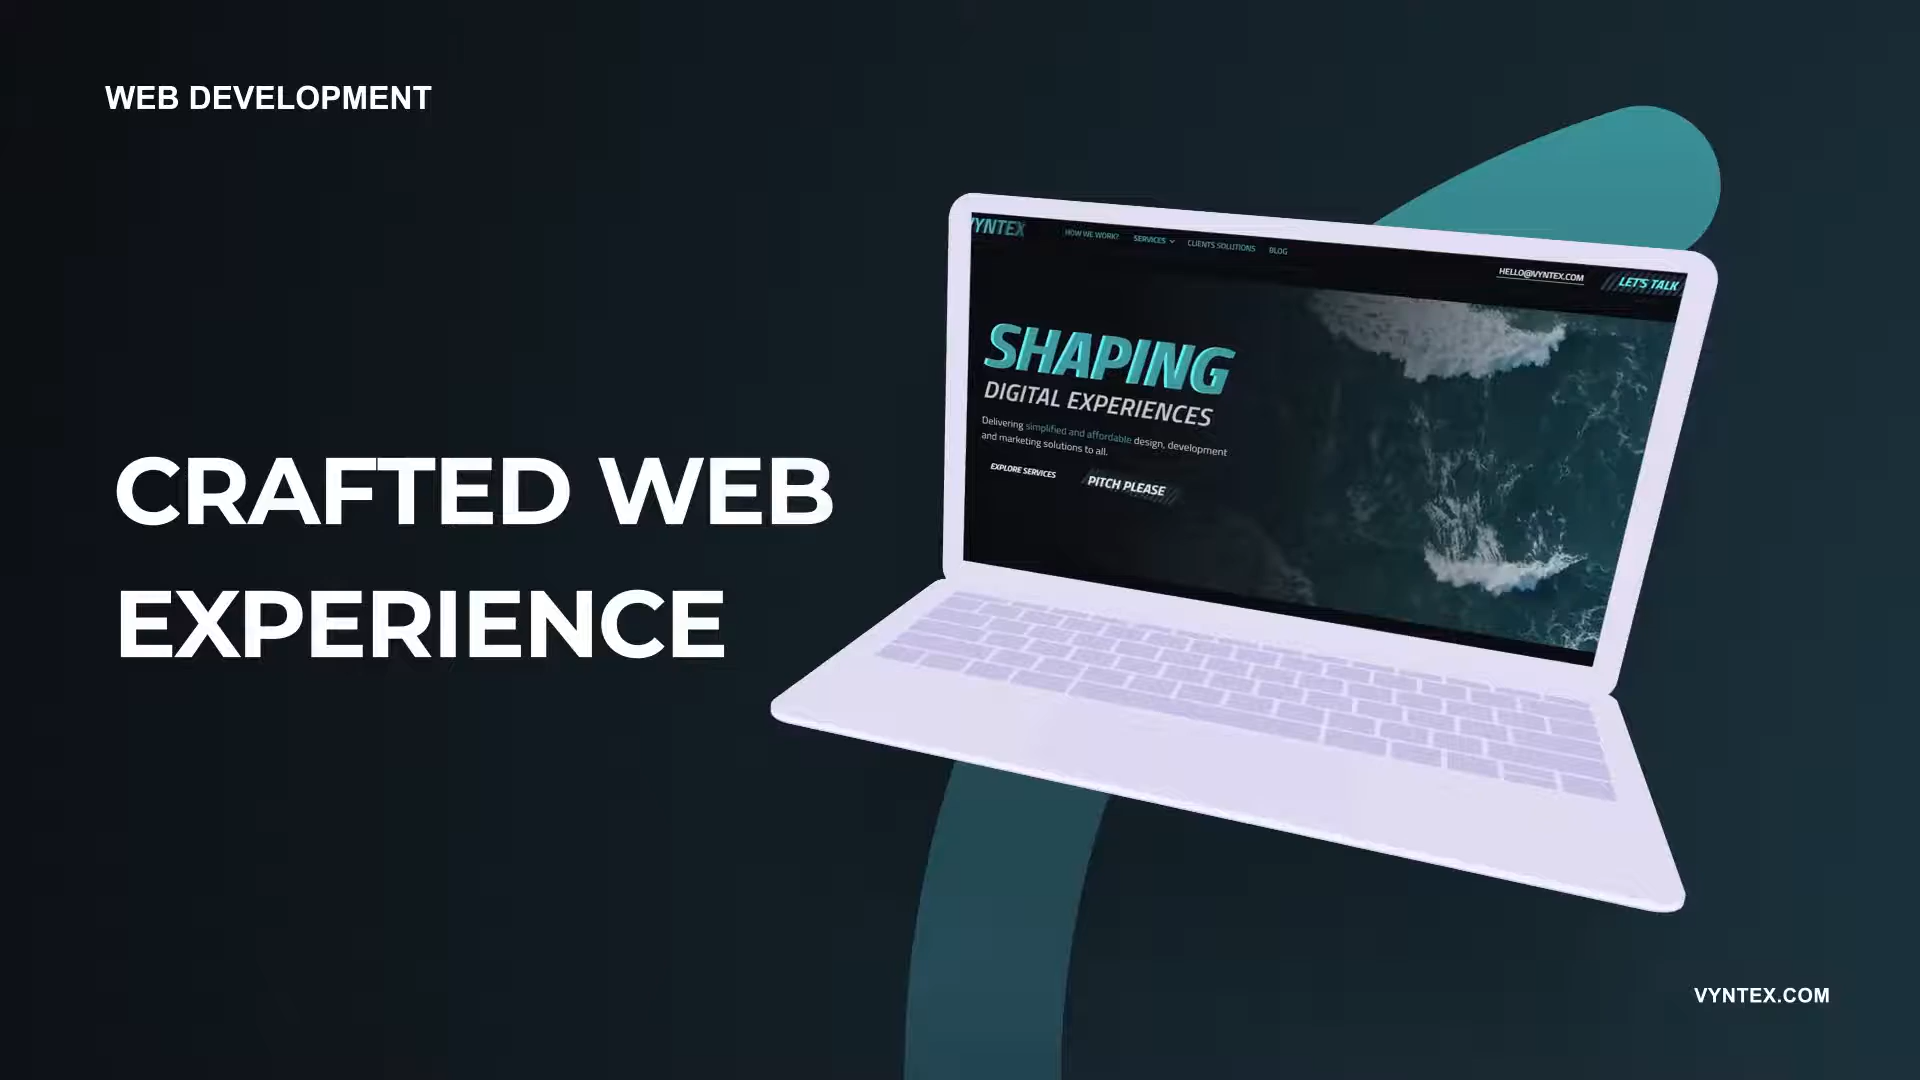 WEB DEVELOPMENT
CRAFTED WEB
EXPERIENCE
VYNTEX
HOW WE WORK? SERVICES CLIENTS SOLUTIONS BLOG
HELLO@VYNTEX.COM LET'S TALK
SHAPING
DIGITAL EXPERIENCES
Delivering simplified and affordable design, development
and marketing solutions to all.
EXPLORE SERVICES PITCH PLEASE
VYNTEX.COM